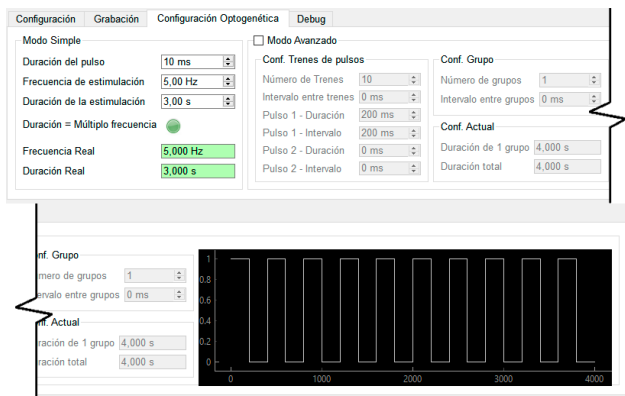 Configuración Grabación Configuración Optogenética Debug
Modo Simple
Duración del pulso 10 ms
Frecuencia de estimulación 5,00 Hz
Duración de la estimulación 3,00 s
Duración = Múltiplo frecuencia
Frecuencia Real 5,000 Hz
Duración Real 3,000 s
Modo Avanzado
Conf. Trenes de pulsos
Número de Trenes 10
Intervalo entre trenes 0 ms
Pulso 1 - Duración 200 ms
Pulso 1 - Intervalo 200 ms
Pulso 2 - Duración 0 ms
Pulso 2 - Intervalo 0 ms
Conf. Grupo
Número de grupos 1
Intervalo entre grupos 0 ms
Conf. Actual
Duración de 1 grupo 4,000 s
Duración total 4,000 s
onf. Grupo
mero de grupos 1
ervalo entre grupos 0 ms
nf. Actual
ración de 1 grupo 4,000 s
ración total 4,000 s
1
0.8
0.6
0.4
0.2
0
0 1000 2000 3000 4000